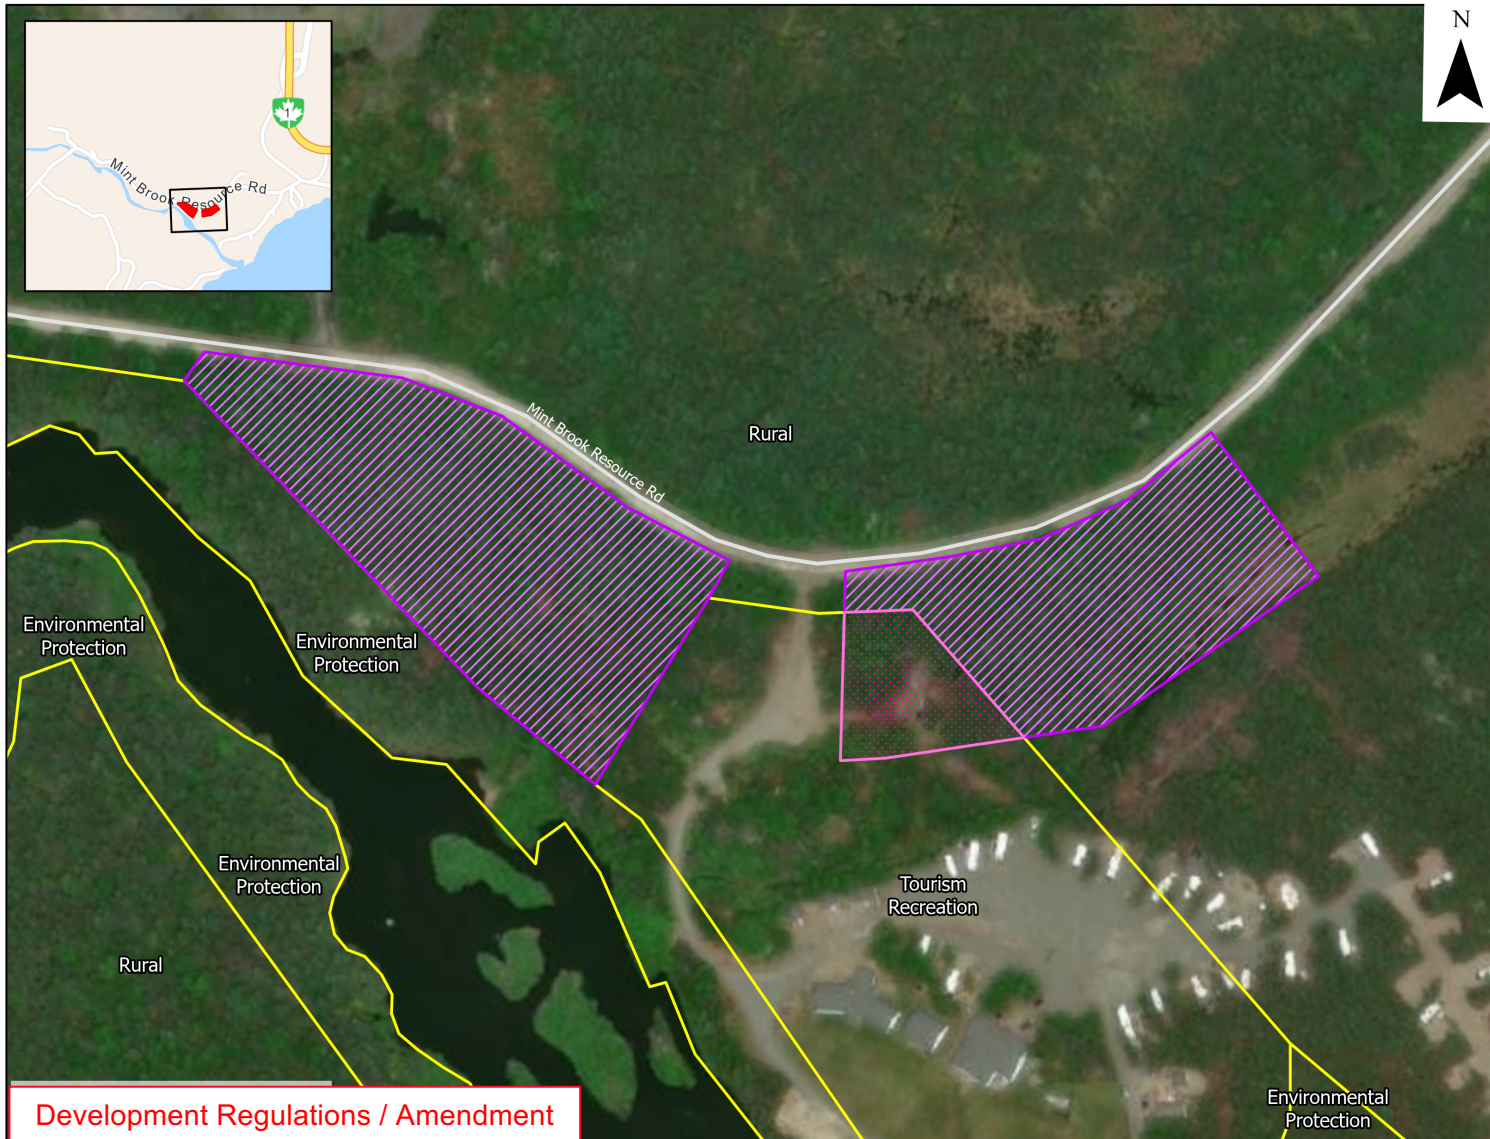 N
1
Mint Brook Resource Rd
Mint Brook Resource Rd
Rural
Environmental
Protection
Environmental
Protection
Environmental
Protection
Tourism
Recreation
Rural
Environmental
Protection
Development Regulations / Amendment